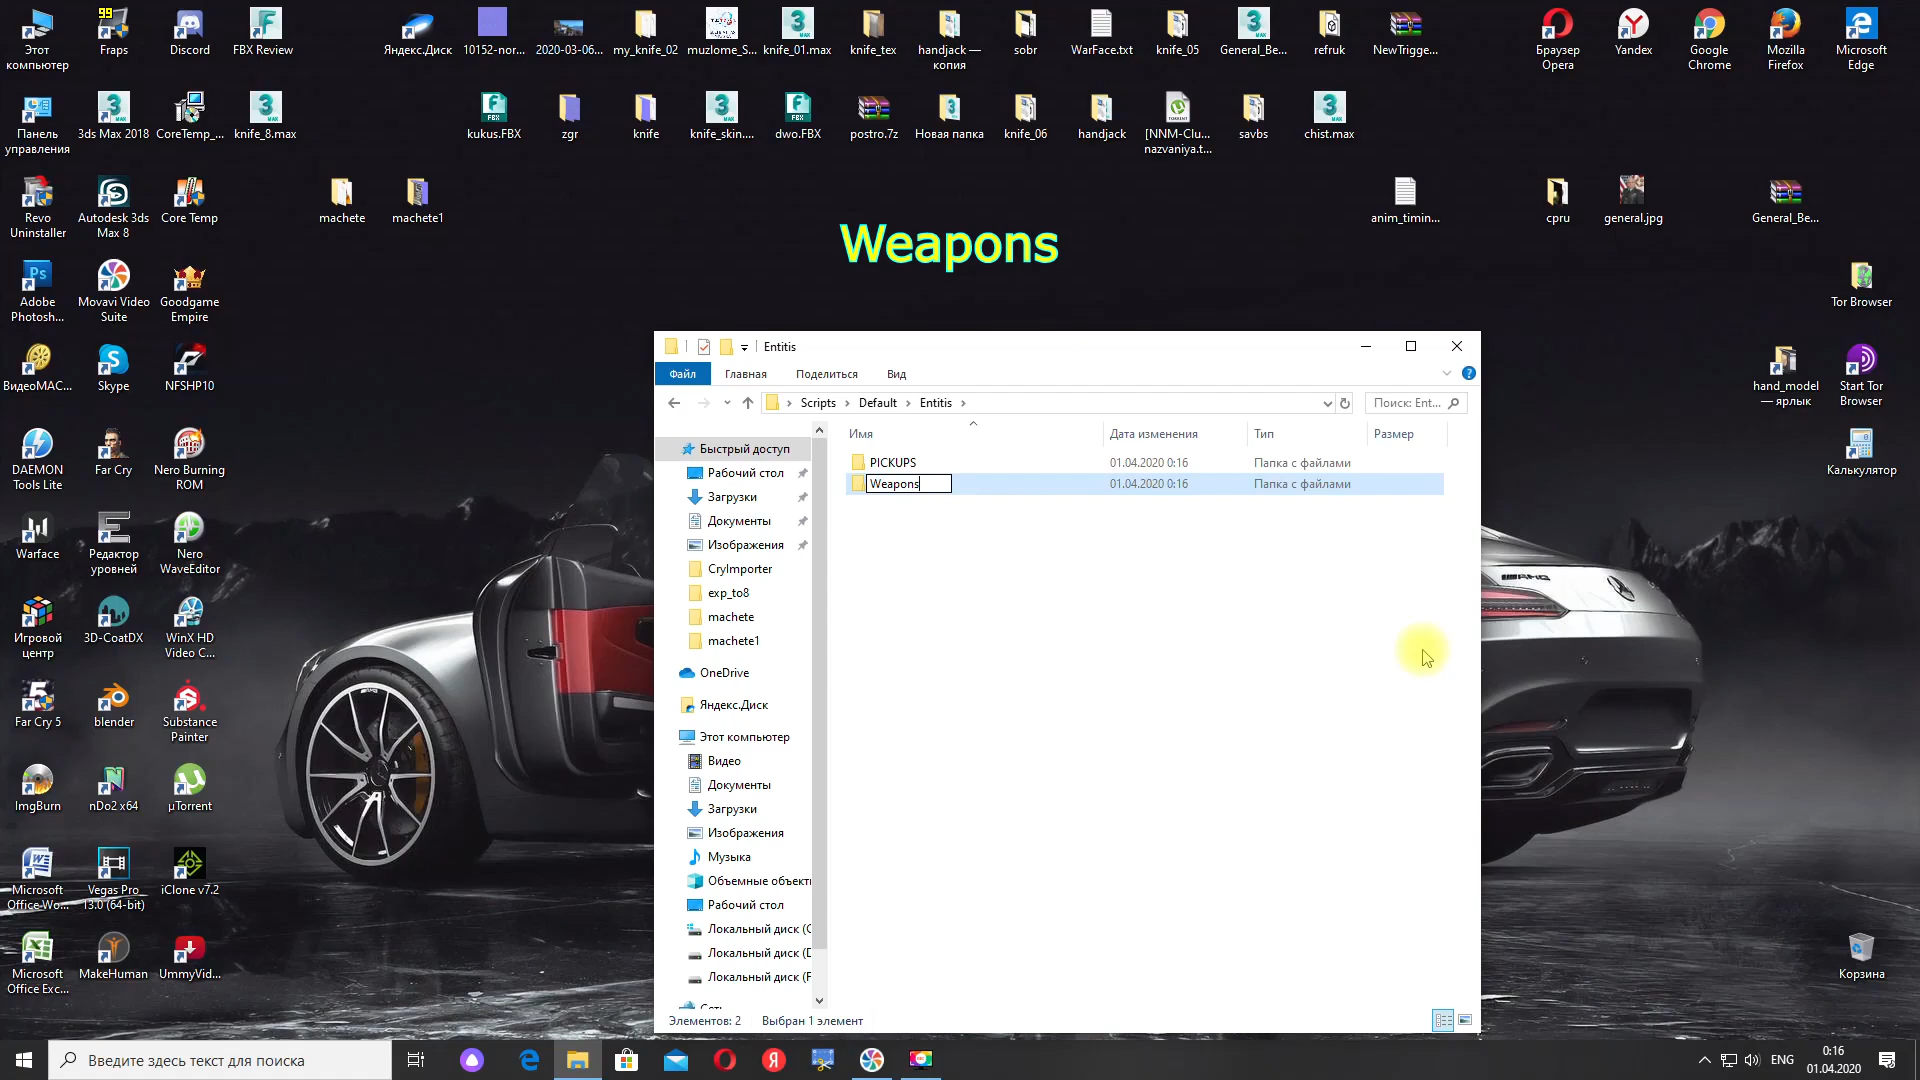 99
Этот
компьютер
Fraps
Discord
FBX Review
Яндекс.Диск
10152-nor...
2020-03-06...
my_knife_02
muzlome_S...
knife_01.max
knife_tex
handjack —
копия
sobr
WarFace.txt
knife_05
General_Be...
refruk
NewTrigge...
Браузер
Opera
Yandex
Google
Chrome
Mozilla
Firefox
Microsoft
Edge
Панель
управления
3ds Max 2018
CoreTemp_...
knife_8.max
kukus.FBX
zgr
knife
knife_skin....
dwo.FBX
postro.7z
Новая папка
knife_06
handjack
[NNM-Clu...
nazvaniya.t...
savbs
chist.max
Revo
Uninstaller
Autodesk 3ds
Max 8
Core Temp
machete
machete1
anim_timin...
cpru
general.jpg
General_Be...
Weapons
Adobe
Photosh...
Movavi Video
Suite
Goodgame
Empire
Tor Browser
ВидеоМАС...
Skype
NFSHP10
hand_model
— ярлык
Start Tor
Browser
DAEMON
Tools Lite
Far Cry
Nero Burning
ROM
Калькулятор
Warface
Редактор
уровней
Nero
WaveEditor
Игровой
центр
3D-CoatDX
WinX HD
Video C...
Far Cry 5
blender
Substance
Painter
ImgBurn
nDo2 x64
µTorrent
Microsoft
Office Wo...
Vegas Pro
13.0 (64-bit)
iClone v7.2
Microsoft
Office Exc...
MakeHuman
UmmyVid...
Корзина
Entitis
Файл
Главная
Поделиться
Вид
Scripts
Default
Entitis
Поиск: Ent...
Имя
Дата изменения
Тип
Размер
PICKUPS
01.04.2020 0:16
Папка с файлами
Weapons
01.04.2020 0:16
Папка с файлами
Быстрый доступ
Рабочий стол
Загрузки
Документы
Изображения
CryImporter
exp_to8
machete
machete1
OneDrive
Яндекс.Диск
Этот компьютер
Видео
Документы
Загрузки
Изображения
Музыка
Объемные объекты
Рабочий стол
Локальный диск (C
Локальный диск (D
Локальный диск (F
Сеть
Элементов: 2
Выбран 1 элемент
Введите здесь текст для поиска
ENG
0:16
01.04.2020